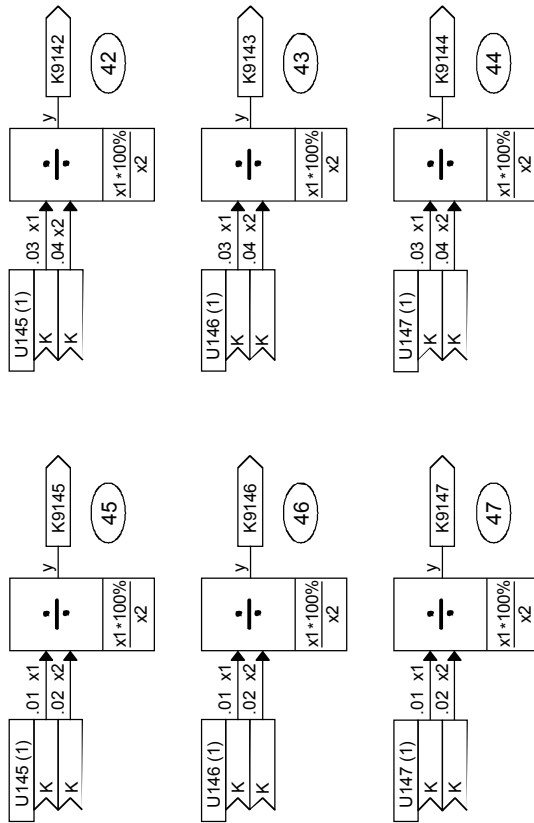 U145 (1)
K
K
.01 x1
.02 x2
x1*100%
x2
y
K9145
45
U145 (1)
K
K
.03 x1
.04 x2
x1*100%
x2
y
K9142
42
U146 (1)
K
K
.01 x1
.02 x2
x1*100%
x2
y
K9146
46
U146 (1)
K
K
.03 x1
.04 x2
x1*100%
x2
y
K9143
43
U147 (1)
K
K
.01 x1
.02 x2
x1*100%
x2
y
K9147
47
U147 (1)
K
K
.03 x1
.04 x2
x1*100%
x2
y
K9144
44